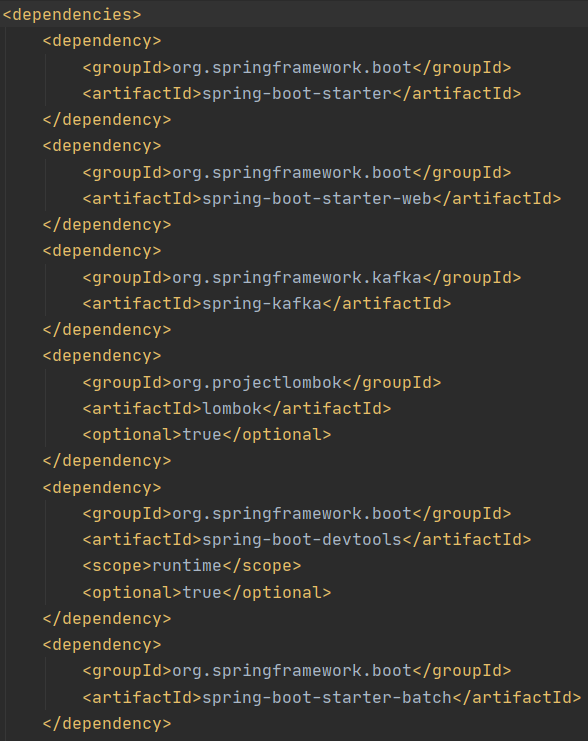 <dependencies>
    <dependency>
        <groupId>org.springframework.boot</groupId>
        <artifactId>spring-boot-starter</artifactId>
    </dependency>
    <dependency>
        <groupId>org.springframework.boot</groupId>
        <artifactId>spring-boot-starter-web</artifactId>
    </dependency>
    <dependency>
        <groupId>org.springframework.kafka</groupId>
        <artifactId>spring-kafka</artifactId>
    </dependency>
    <dependency>
        <groupId>org.projectlombok</groupId>
        <artifactId>lombok</artifactId>
        <optional>true</optional>
    </dependency>
    <dependency>
        <groupId>org.springframework.boot</groupId>
        <artifactId>spring-boot-devtools</artifactId>
        <scope>runtime</scope>
        <optional>true</optional>
    </dependency>
    <dependency>
        <groupId>org.springframework.boot</groupId>
        <artifactId>spring-boot-starter-batch</artifactId>
    </dependency>